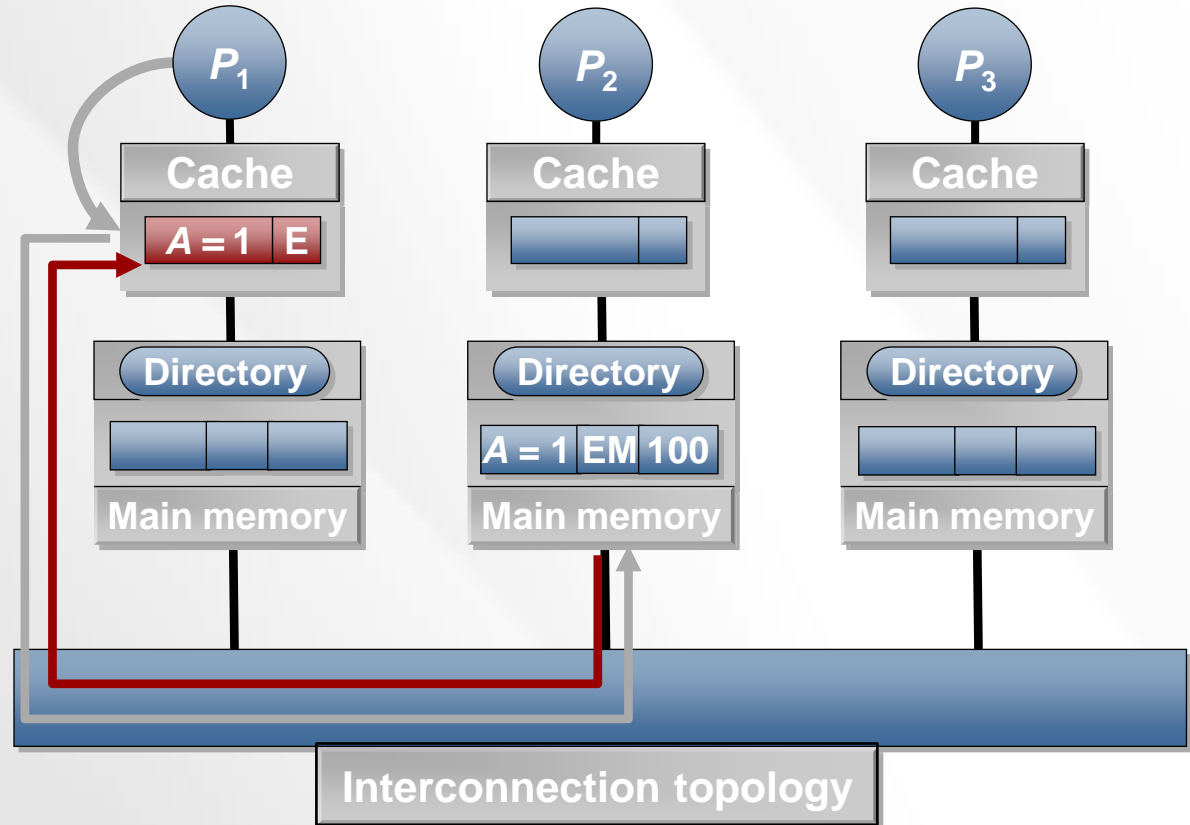 P1 P2 P3
Cache Cache Cache
A = 1 E
Directory Directory Directory
A = 1 EM 100
Main memory Main memory Main memory
Interconnection topology